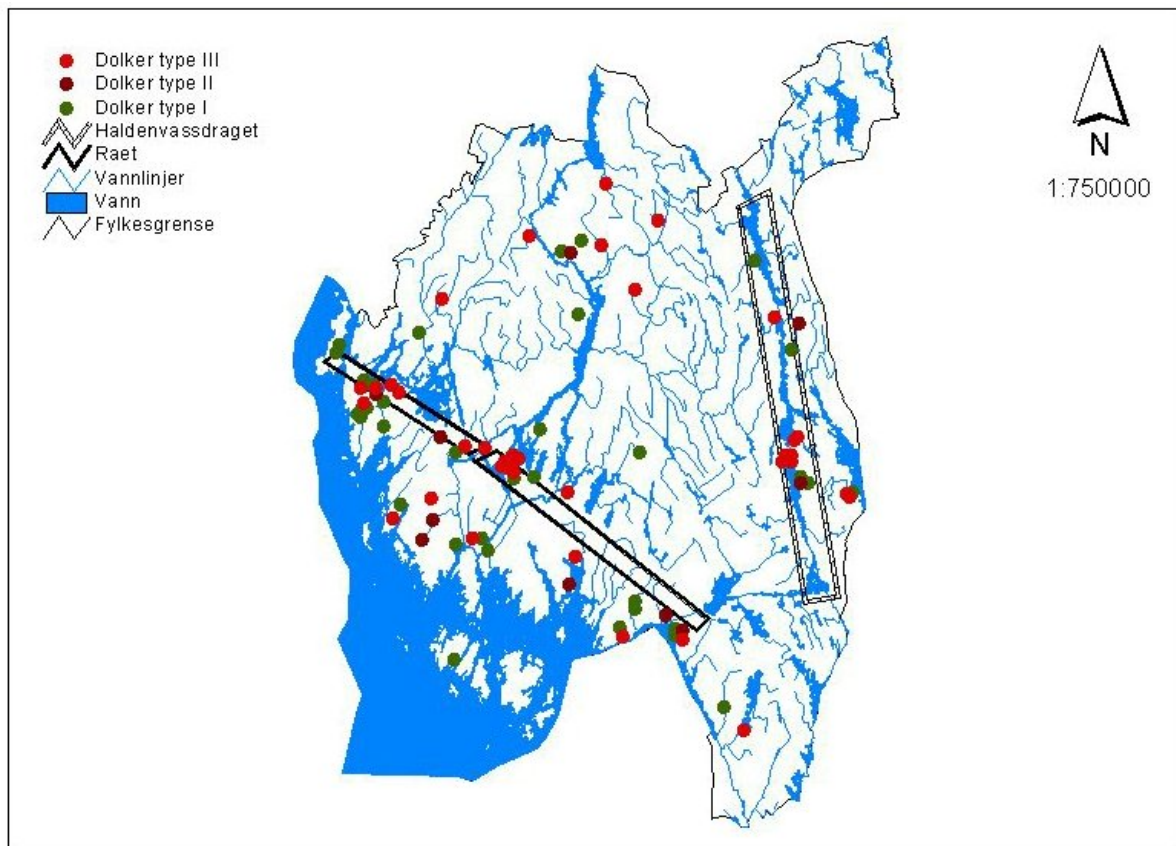 Dolker type III
Dolker type II
Dolker type I
Haldenvassdraget
Raet
Vannlinjer
Vann
Fylkesgrense
N
1:750000